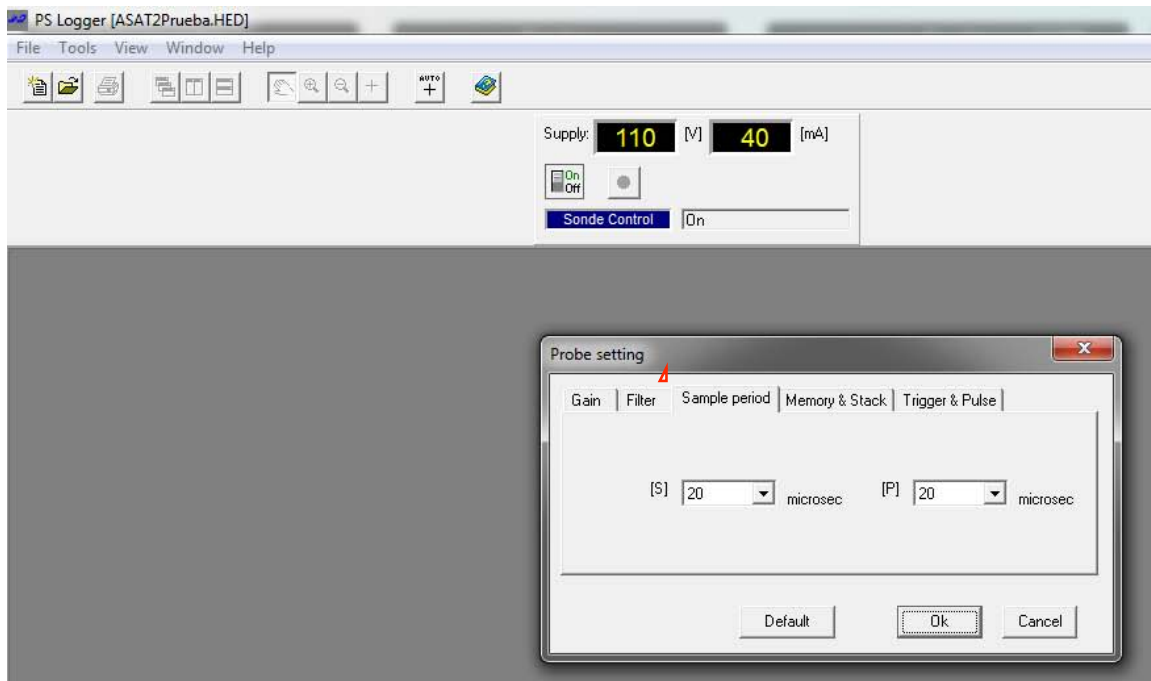 PS Logger [ASAT2Prueba.HED]
File Tools View Window Help
AUTO
Supply: 110 [V] 40 [mA]
On
Off
Sonde Control On
Probe setting
Gain Filter Sample period Memory & Stack Trigger & Pulse
[S] 20 microsec [P] 20 microsec
Default Ok Cancel